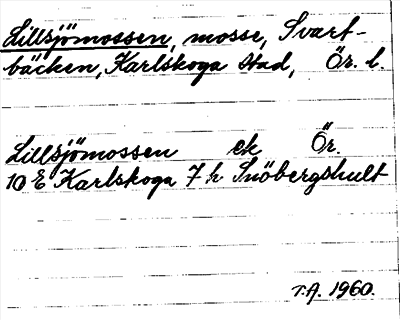 Lillsjömossen, mosse, Svart-
bäcken, Karlskoga stad, Ör. l.
Lillsjömossen ek Ör.
10 E Karlskoga 7 h Snöbergshult
T.A. 1960.